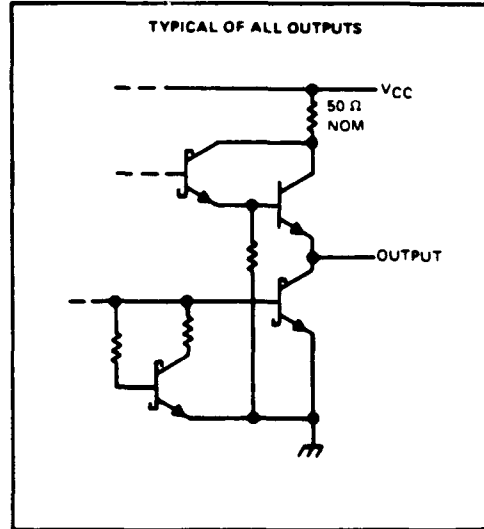 TYPICAL OF ALL OUTPUTS
VCC
50 Ω
NOM
OUTPUT